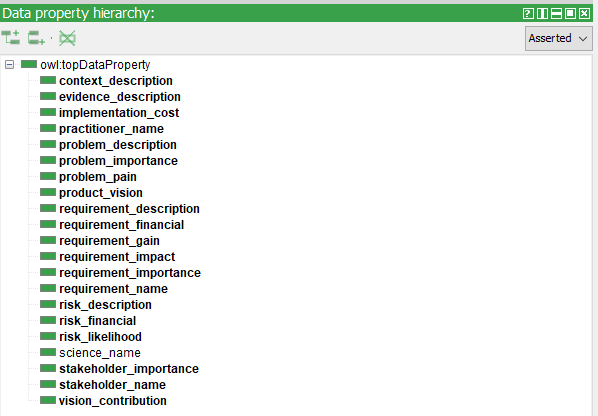 Data property hierarchy:
Asserted
owl:topDataProperty
context_description
evidence_description
implementation_cost
practitioner_name
problem_description
problem_importance
problem_pain
product_vision
requirement_description
requirement_financial
requirement_gain
requirement_impact
requirement_importance
requirement_name
risk_description
risk_financial
risk_likelihood
science_name
stakeholder_importance
stakeholder_name
vision_contribution